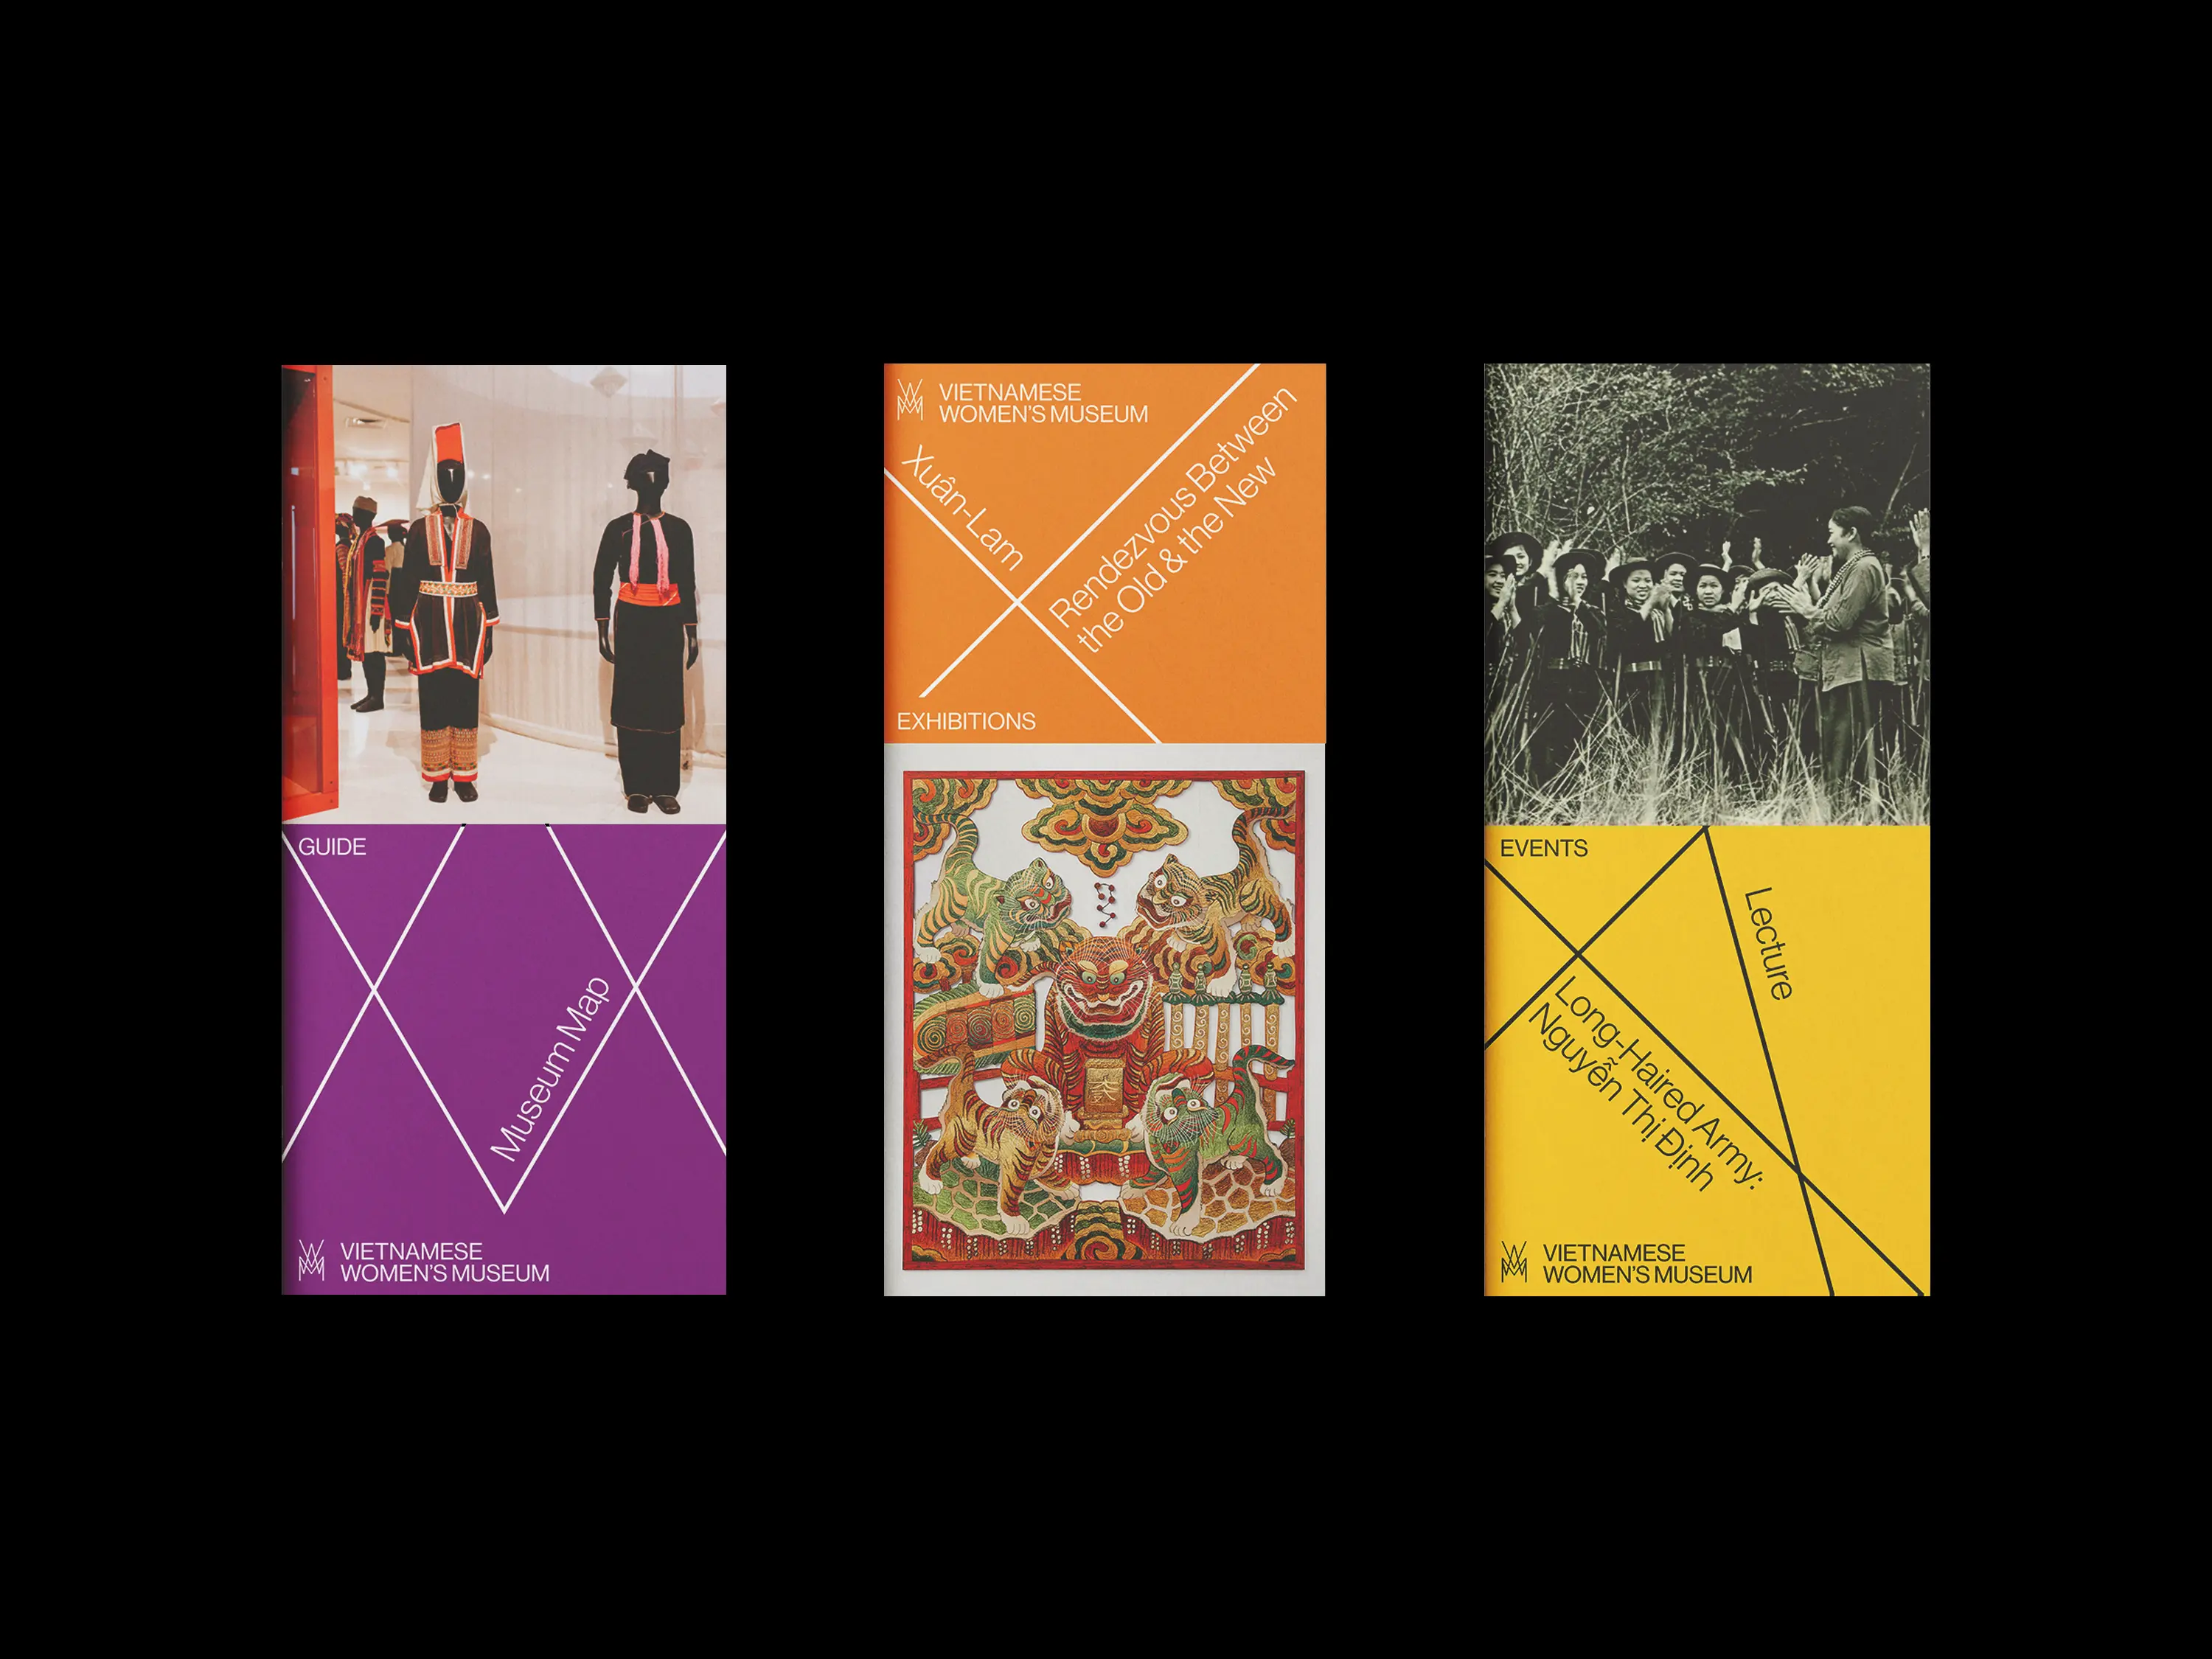 GUIDE
Museum Map
VIETNAMESE
WOMEN'S MUSEUM
VIETNAMESE
WOMEN'S MUSEUM
Xuân-Lam
Rendezvous Between
the Old & the New
EXHIBITIONS
EVENTS
Lecture
Long-Haired Army:
Nguyễn Thị Định
VIETNAMESE
WOMEN'S MUSEUM